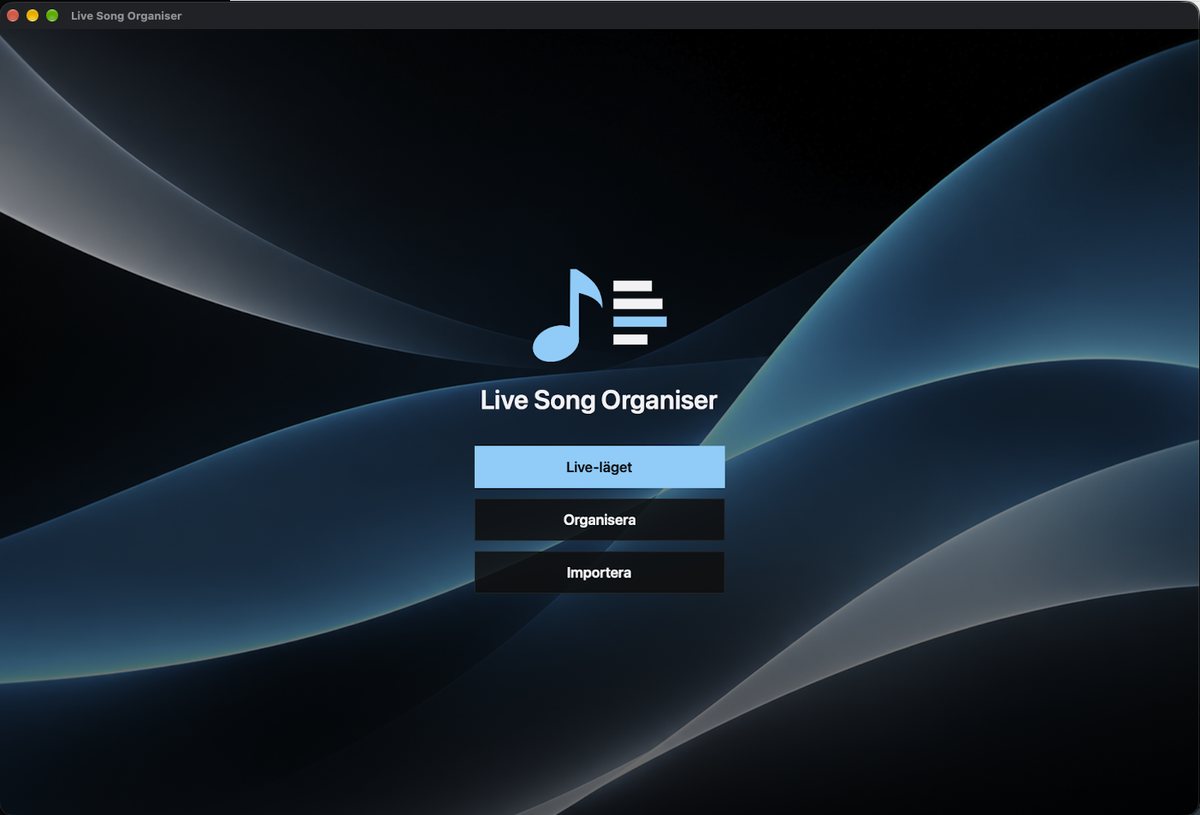 Live Song Organiser
Live Song Organiser
Live-läget
Organisera
Importera